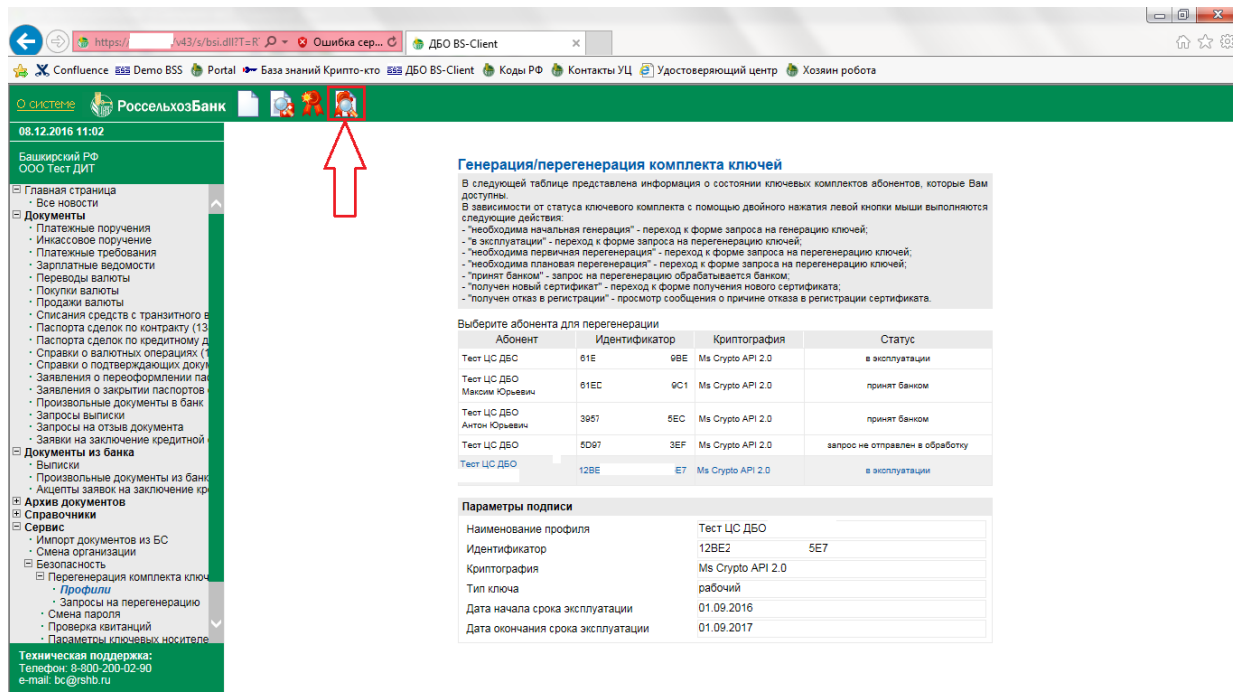 https:// /v43/s/bsi.dll?T=R Ошибка сер... ДБО BS-Client
Confluence Demo BSS Portal База знаний Крипто-кто ДБО BS-Client Коды РФ Контакты УЦ Удостоверяющий центр Хозяин робота
О системе РоссельхозБанк
08.12.2016 11:02
Башкирский РФ
ООО Тест ДИТ
Главная страница
Все новости
Документы
Платежные поручения
Инкассовое поручение
Платежные требования
Зарплатные ведомости
Переводы валюты
Покупки валюты
Продажи валюты
Списания средств с транзитного в
Паспорта сделок по контракту (13
Паспорта сделок по кредитному д
Справки о валютных операциях (1
Справки о подтверждающих докум
Заявления о переоформлении пас
Заявления о закрытии паспортов
Произвольные документы в банк
Запросы выписки
Запросы на отзыв документа
Заявки на заключение кредитной
Документы из банка
Выписки
Произвольные документы из банк
Акцепты заявок на заключение кр
Архив документов
Справочники
Сервис
Импорт документов из БС
Смена организации
Безопасность
Перегенерация комплекта ключ
Профили
Запросы на перегенерацию
Смена пароля
Проверка квитанций
Параметры ключевых носителе
Техническая поддержка:
Телефон: 8-800-200-02-90
e-mail: bc@rshb.ru
Генерация/перегенерация комплекта ключей
В следующей таблице представлена информация о состоянии ключевых комплектов абонентов, которые Вам
доступны.
В зависимости от статуса ключевого комплекта с помощью двойного нажатия левой кнопки мыши выполняются
следующие действия:
- "необходима начальная генерация" - переход к форме запроса на генерацию ключей;
- "в эксплуатации" - переход к форме запроса на перегенерацию ключей;
- "необходима первичная перегенерация" - переход к форме запроса на перегенерацию ключей;
- "необходима плановая перегенерация" - переход к форме запроса на перегенерацию ключей;
- "принят банком" - запрос на перегенерацию обрабатывается банком;
- "получен новый сертификат" - переход к форме получения нового сертификата;
- "получен отказ в регистрации" - просмотр сообщения о причине отказа в регистрации сертификата.
Выберите абонента для перегенерации
Абонент Идентификатор Криптография Статус
Тест ЦС ДБО 61E 9BE Ms Crypto API 2.0 в эксплуатации
Тест ЦС ДБО
Максим Юрьевич 61EC 9C1 Ms Crypto API 2.0 принят банком
Тест ЦС ДБО
Антон Юрьевич 3957 5EC Ms Crypto API 2.0 принят банком
Тест ЦС ДБО 5D97 3EF Ms Crypto API 2.0 запрос не отправлен в обработку
Тест ЦС ДБО 12BE E7 Ms Crypto API 2.0 в эксплуатации
Параметры подписи
Наименование профиля Тест ЦС ДБО
Идентификатор 12BE2 5E7
Криптография Ms Crypto API 2.0
Тип ключа рабочий
Дата начала срока эксплуатации 01.09.2016
Дата окончания срока эксплуатации 01.09.2017